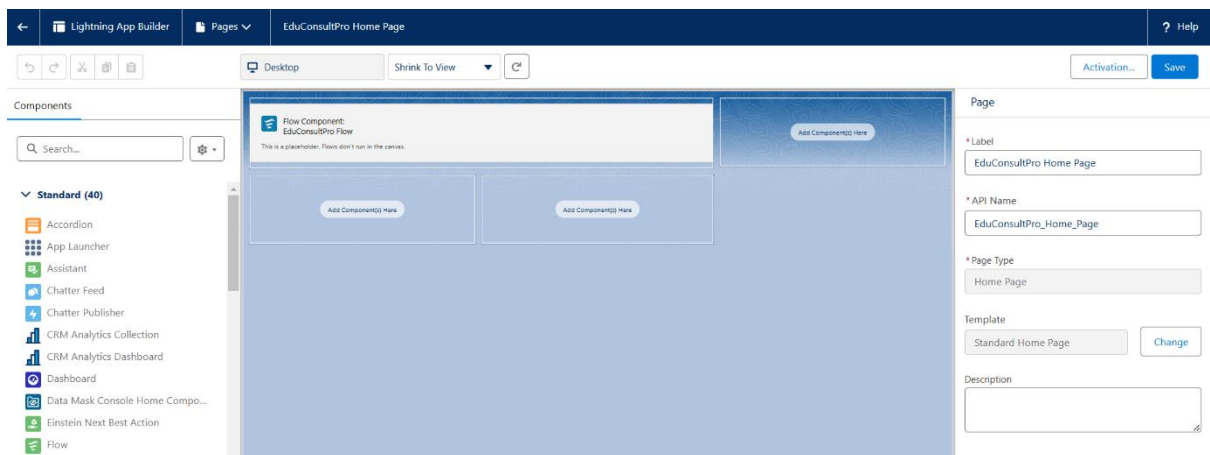 Lightning App Builder
Pages
EduConsultPro Home Page
? Help
Desktop
Shrink To View
Activation...
Save
Components
Search...
Standard (40)
Accordion
App Launcher
Assistant
Chatter Feed
Chatter Publisher
CRM Analytics Collection
CRM Analytics Dashboard
Dashboard
Data Mask Console Home Compo...
Einstein Next Best Action
Flow
Flow Component:
EduConsultPro Flow
This is a placeholder. Flows don't run in the canvas.
Add Component(s) Here
Add Component(s) Here
Add Component(s) Here
Page
*Label
EduConsultPro Home Page
*API Name
EduConsultPro_Home_Page
*Page Type
Home Page
Template
Standard Home Page
Change
Description